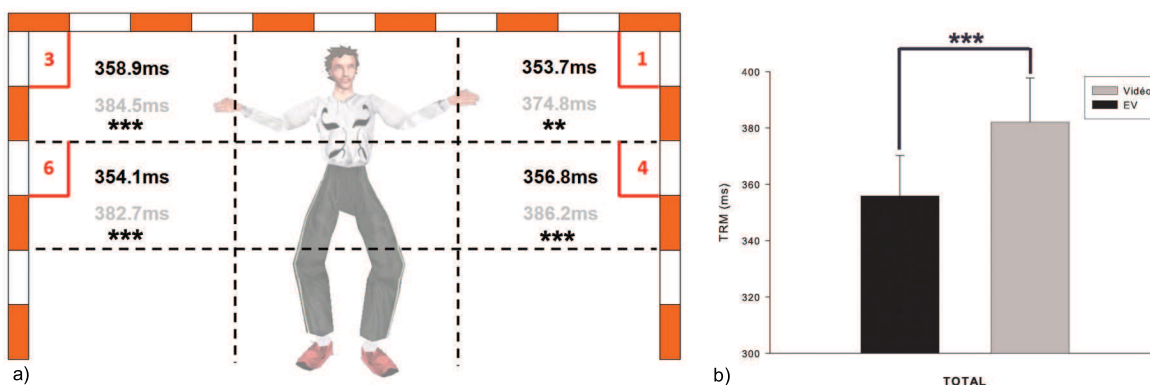 3
358.9ms
384.5ms
***
1
353.7ms
374.8ms
**
6
354.1ms
382.7ms
***
4
356.8ms
386.2ms
***
a)
***
400
380
360
340
320
300
TRM (ms)
Vidéo
EV
TOTAL
b)